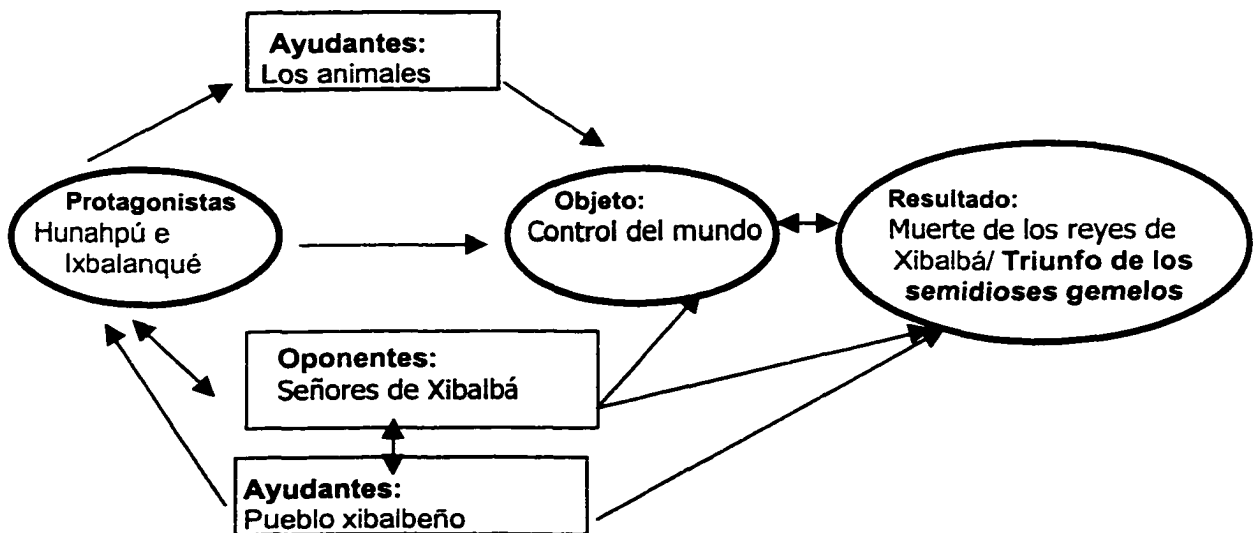 Ayudantes:
Los animales
Protagonistas
Hunahpú e
Ixbalanqué
Objeto:
Control del mundo
Resultado:
Muerte de los reyes de
Xibalbá/ Triunfo de los
semidioses gemelos
Oponentes:
Señores de Xibalbá
Ayudantes:
Pueblo xibalbeño